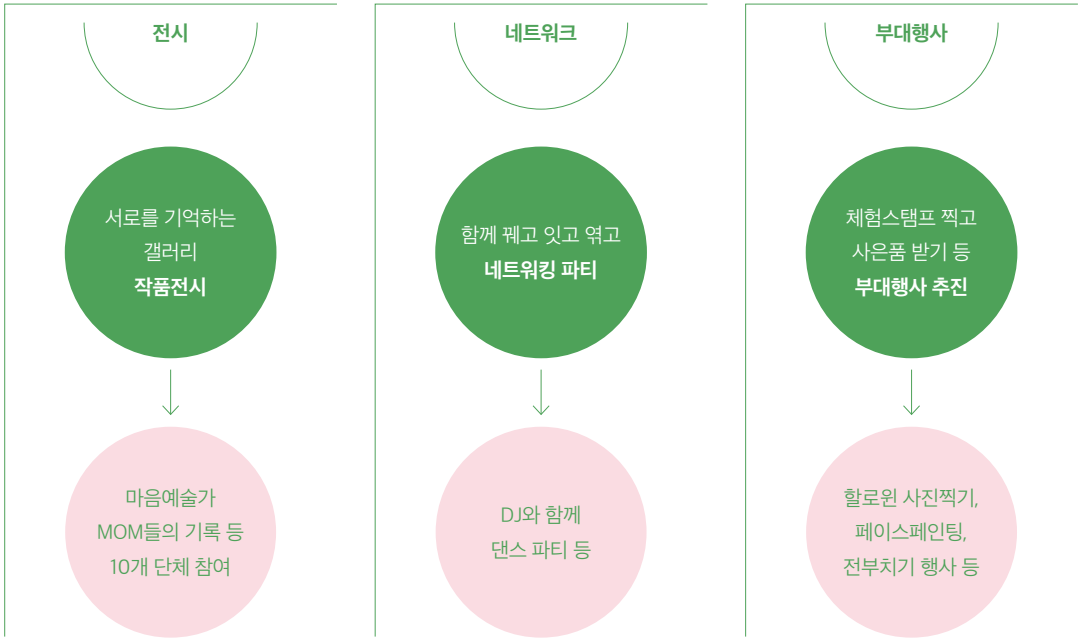 전시
서로를 기억하는
갤러리
작품전시
마음예술가
MOM들의 기록 등
10개 단체 참여
네트워크
함께 꿰고 잇고 엮고
네트워킹 파티
DJ와 함께
댄스 파티 등
부대행사
체험스탬프 찍고
사은품 받기 등
부대행사 추진
할로윈 사진찍기,
페이스페인팅,
전부치기 행사 등